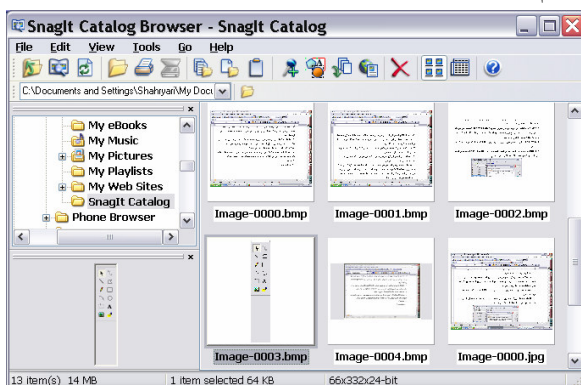 SnagIt Catalog Browser - SnagIt Catalog
File Edit View Tools Go Help
C:\Documents and Settings\Shahryar\My Docu
My eBooks
My Music
My Pictures
My Playlists
My Web Sites
SnagIt Catalog
Phone Browser
Image-0000.bmp Image-0001.bmp Image-0002.bmp
Image-0003.bmp Image-0004.bmp Image-0000.jpg
13 item(s) 14 MB 1 item selected 64 KB 66x332x24-bit